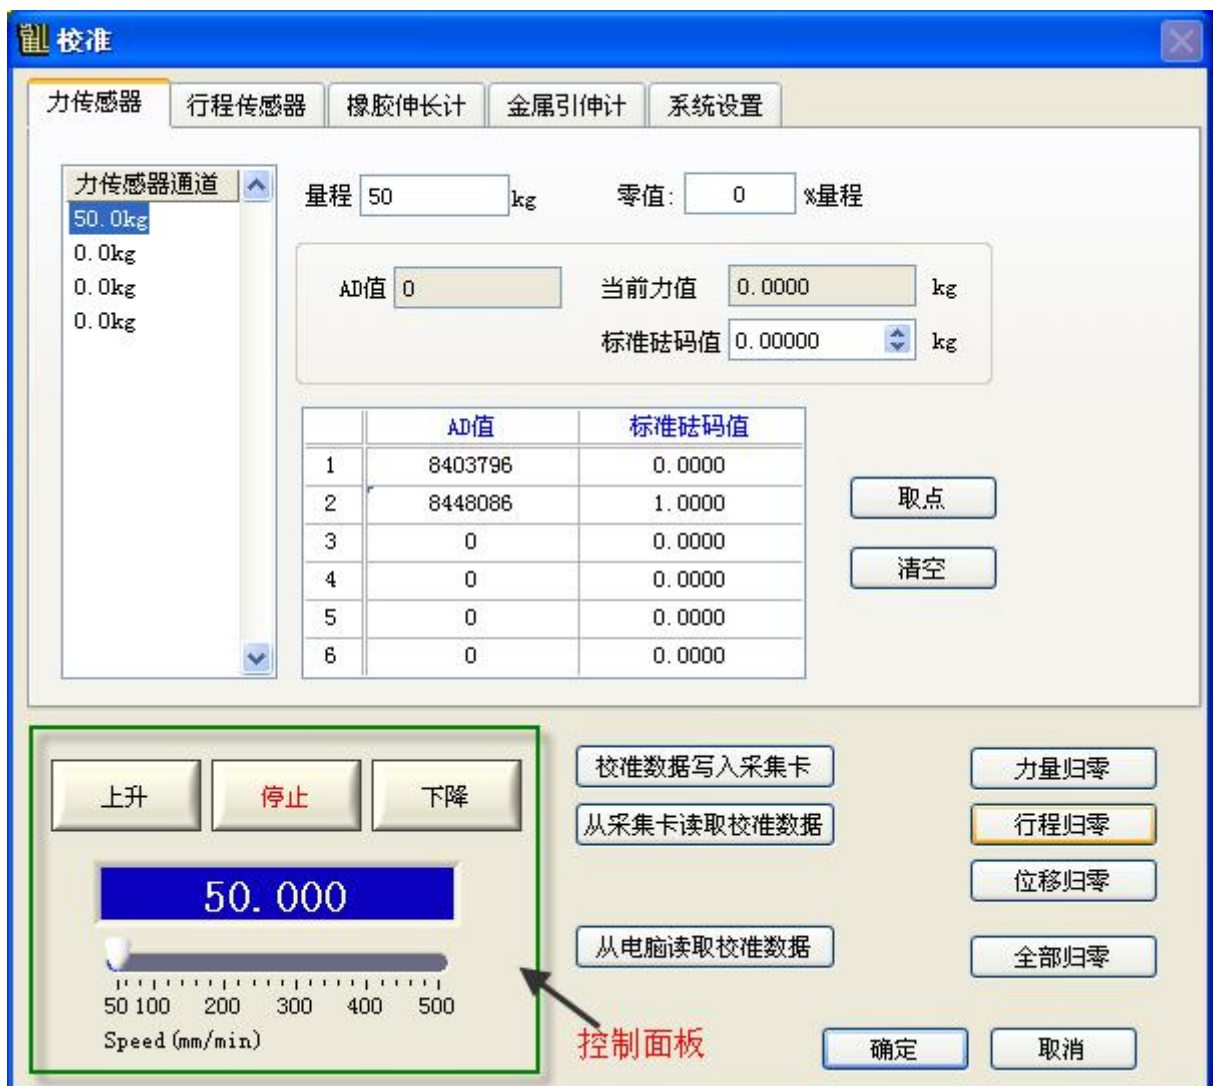 校准
力传感器 行程传感器 橡胶伸长计 金属引伸计 系统设置
力传感器通道
50.0kg
0.0kg
0.0kg
0.0kg
量程 50 kg 零值: 0 %量程
AD值 0 当前力值 0.0000 kg
标准砝码值 0.00000 kg
AD值 标准砝码值
1 8403796 0.0000
2 8448086 1.0000
3 0 0.0000
4 0 0.0000
5 0 0.0000
6 0 0.0000
取点
清空
上升 停止 下降
50.000
50 100 200 300 400 500
Speed(mm/min)
控制面板
校准数据写入采集卡
从采集卡读取校准数据
从电脑读取校准数据
力量归零
行程归零
位移归零
全部归零
确定 取消